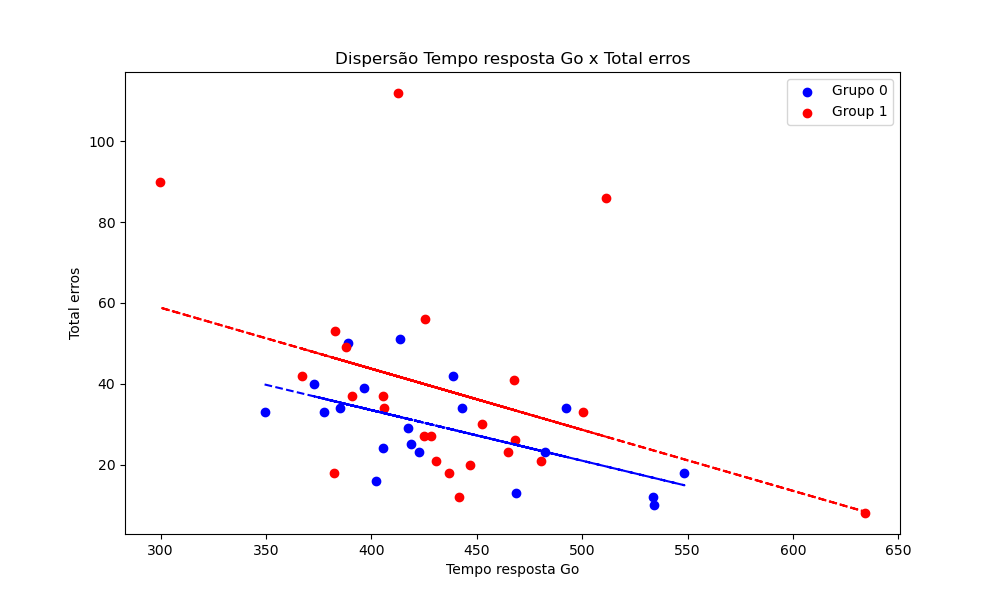 Dispersão Tempo resposta Go x Total erros
Grupo 0
Group 1
Total erros
100
80
60
40
20
300 350 400 450 500 550 600 650
Tempo resposta Go